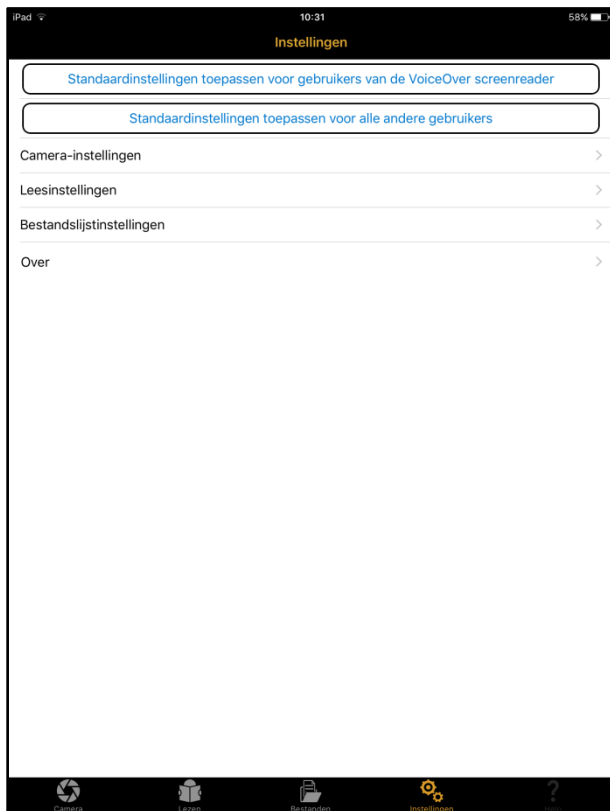 iPad 10:31 58%
Instellingen
Standaardinstellingen toepassen voor gebruikers van de VoiceOver screenreader
Standaardinstellingen toepassen voor alle andere gebruikers
Camera-instellingen
Leesinstellingen
Bestandslijstinstellingen
Over
Camera Lezen Bestanden Instellingen